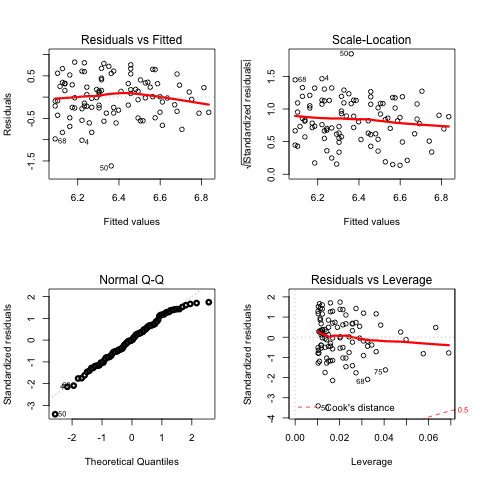 Residuals vs Fitted
Residuals
0.5
-0.5
-1.5
68
4
50
6.2 6.4 6.6 6.8
Fitted values
Scale-Location
√|Standardized residuals|
1.5
1.0
0.5
0.0
50
68
4
6.2 6.4 6.6 6.8
Fitted values
Normal Q-Q
Standardized residuals
2
1
0
-1
-2
-3
68
50
-2 -1 0 1 2
Theoretical Quantiles
Residuals vs Leverage
Standardized residuals
2
1
0
-1
-2
-3
-4
75
68
50
Cook's distance
0.5
0.00 0.02 0.04 0.06
Leverage